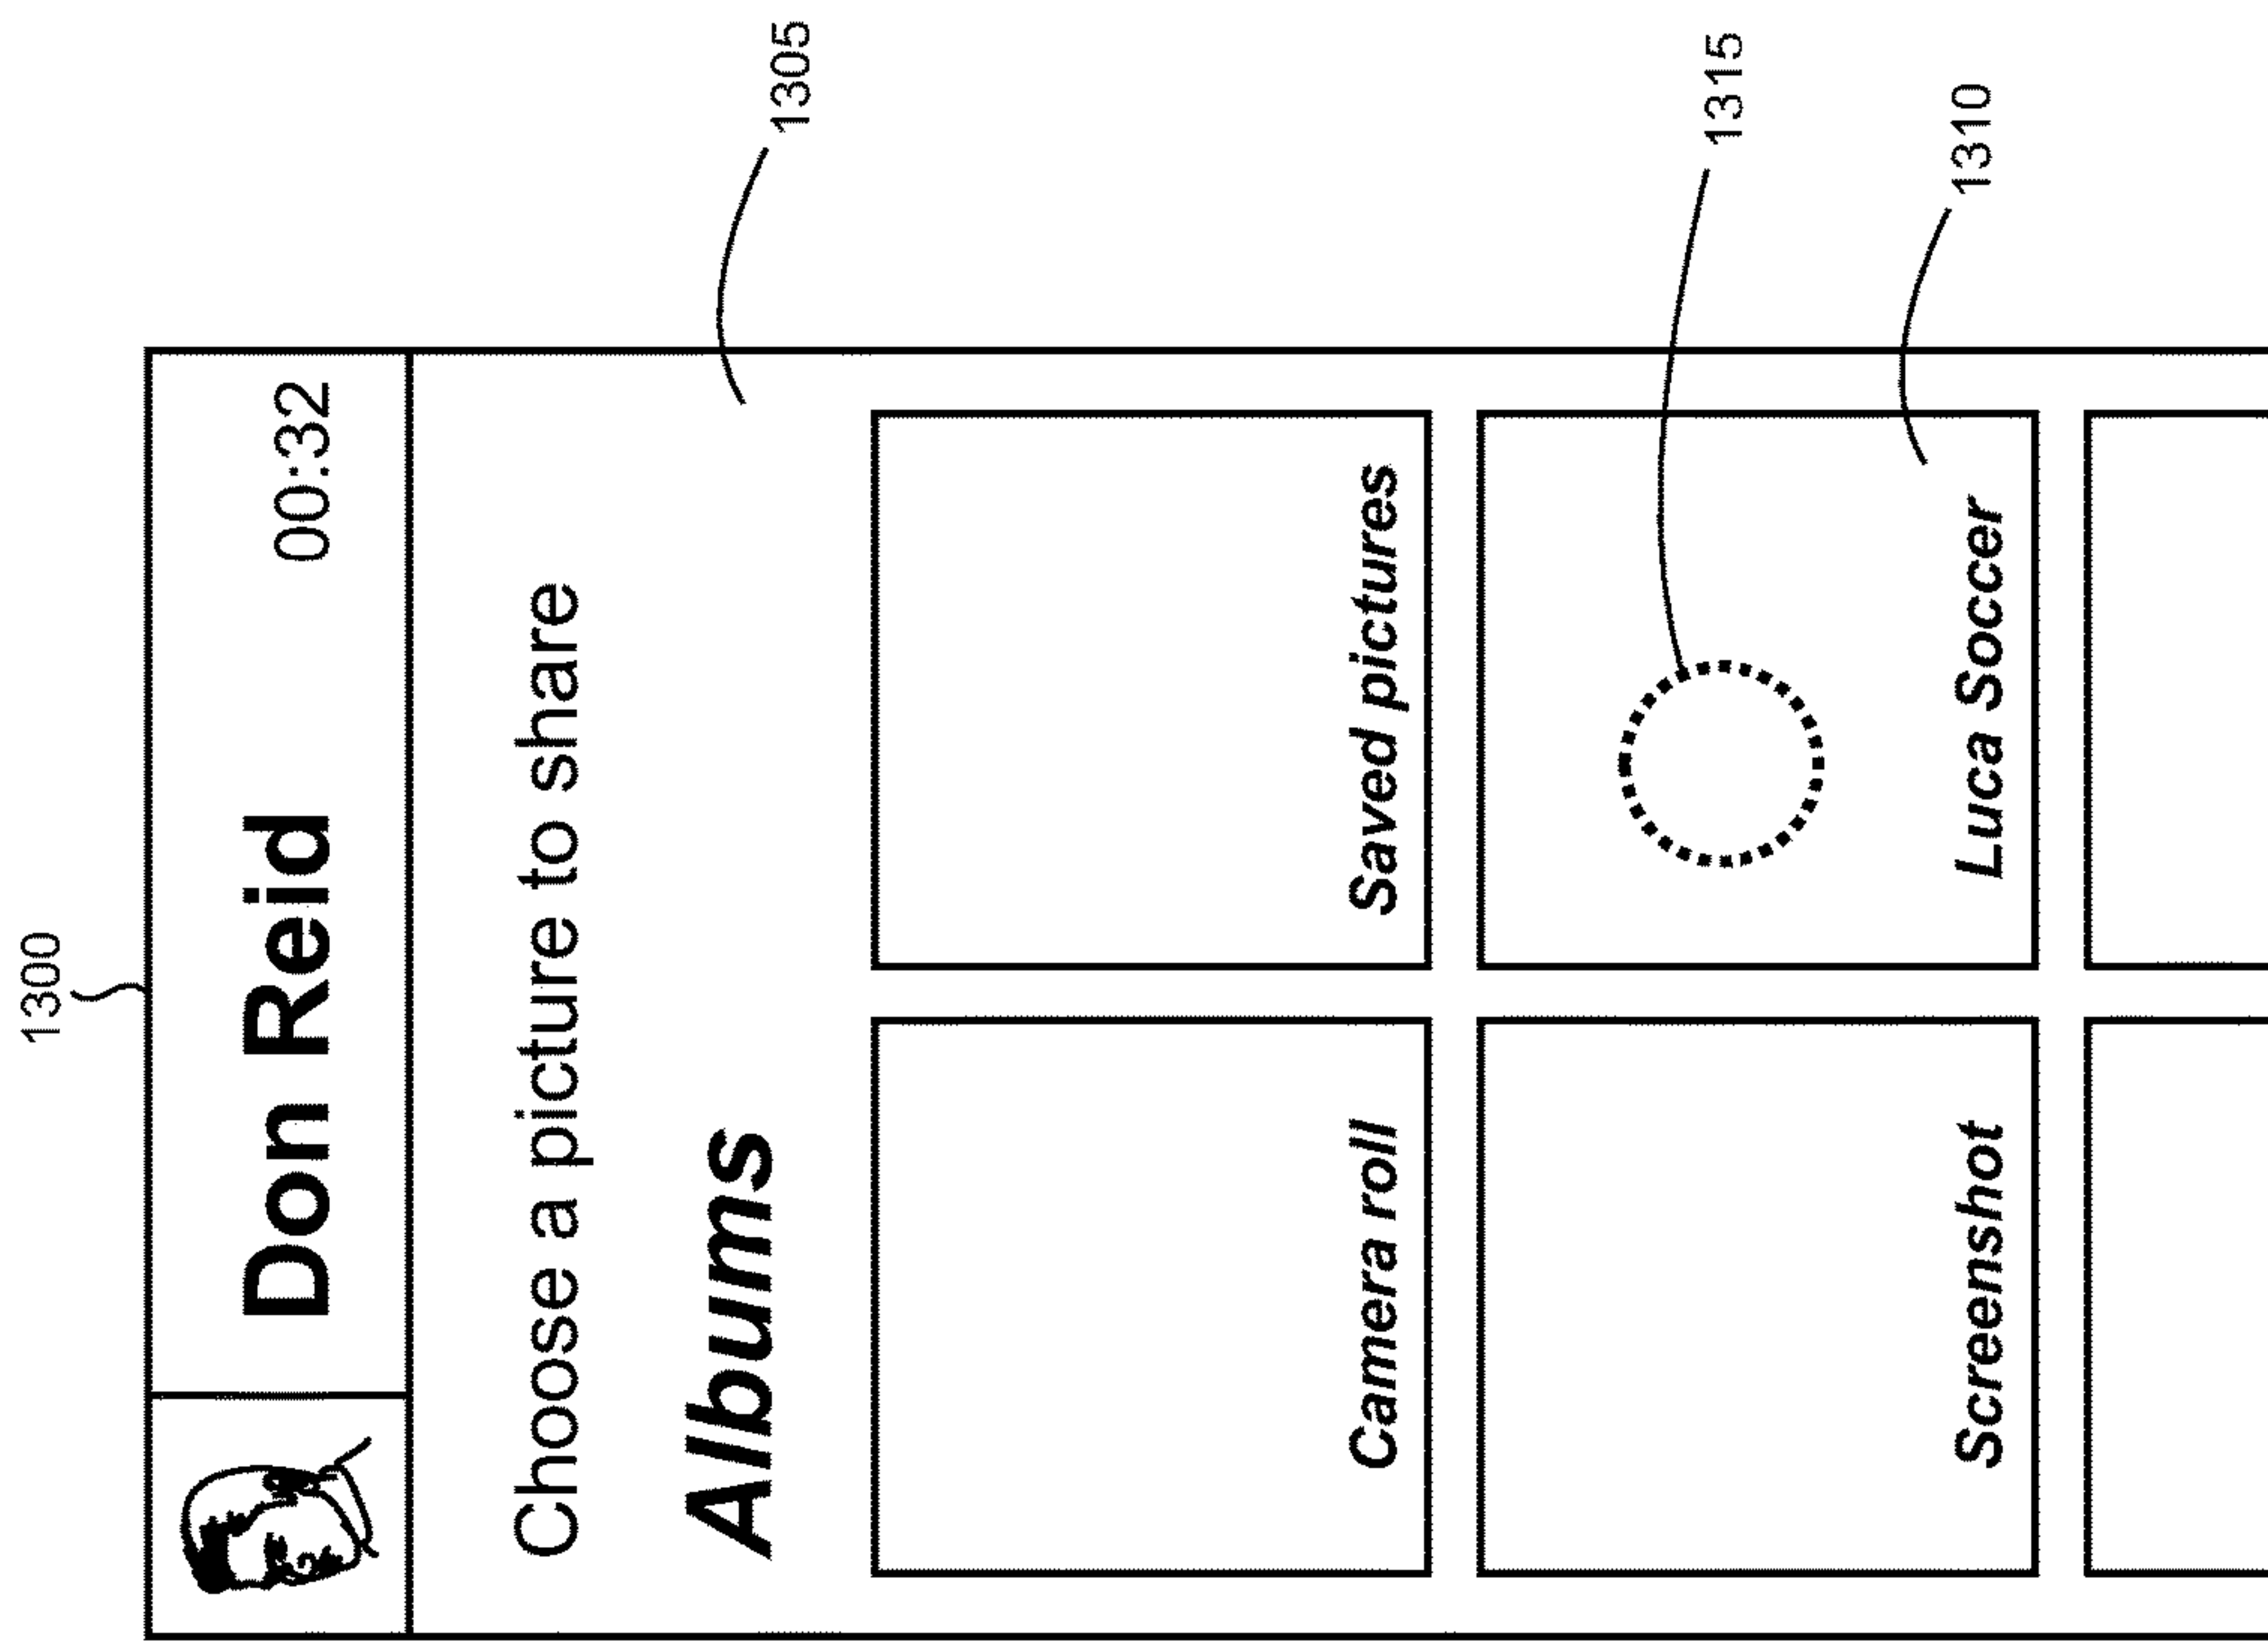 1300
Don Reid 00:32
Choose a picture to share
Albums
1305
Camera roll Saved pictures
1315
1310
Screenshot Luca Soccer